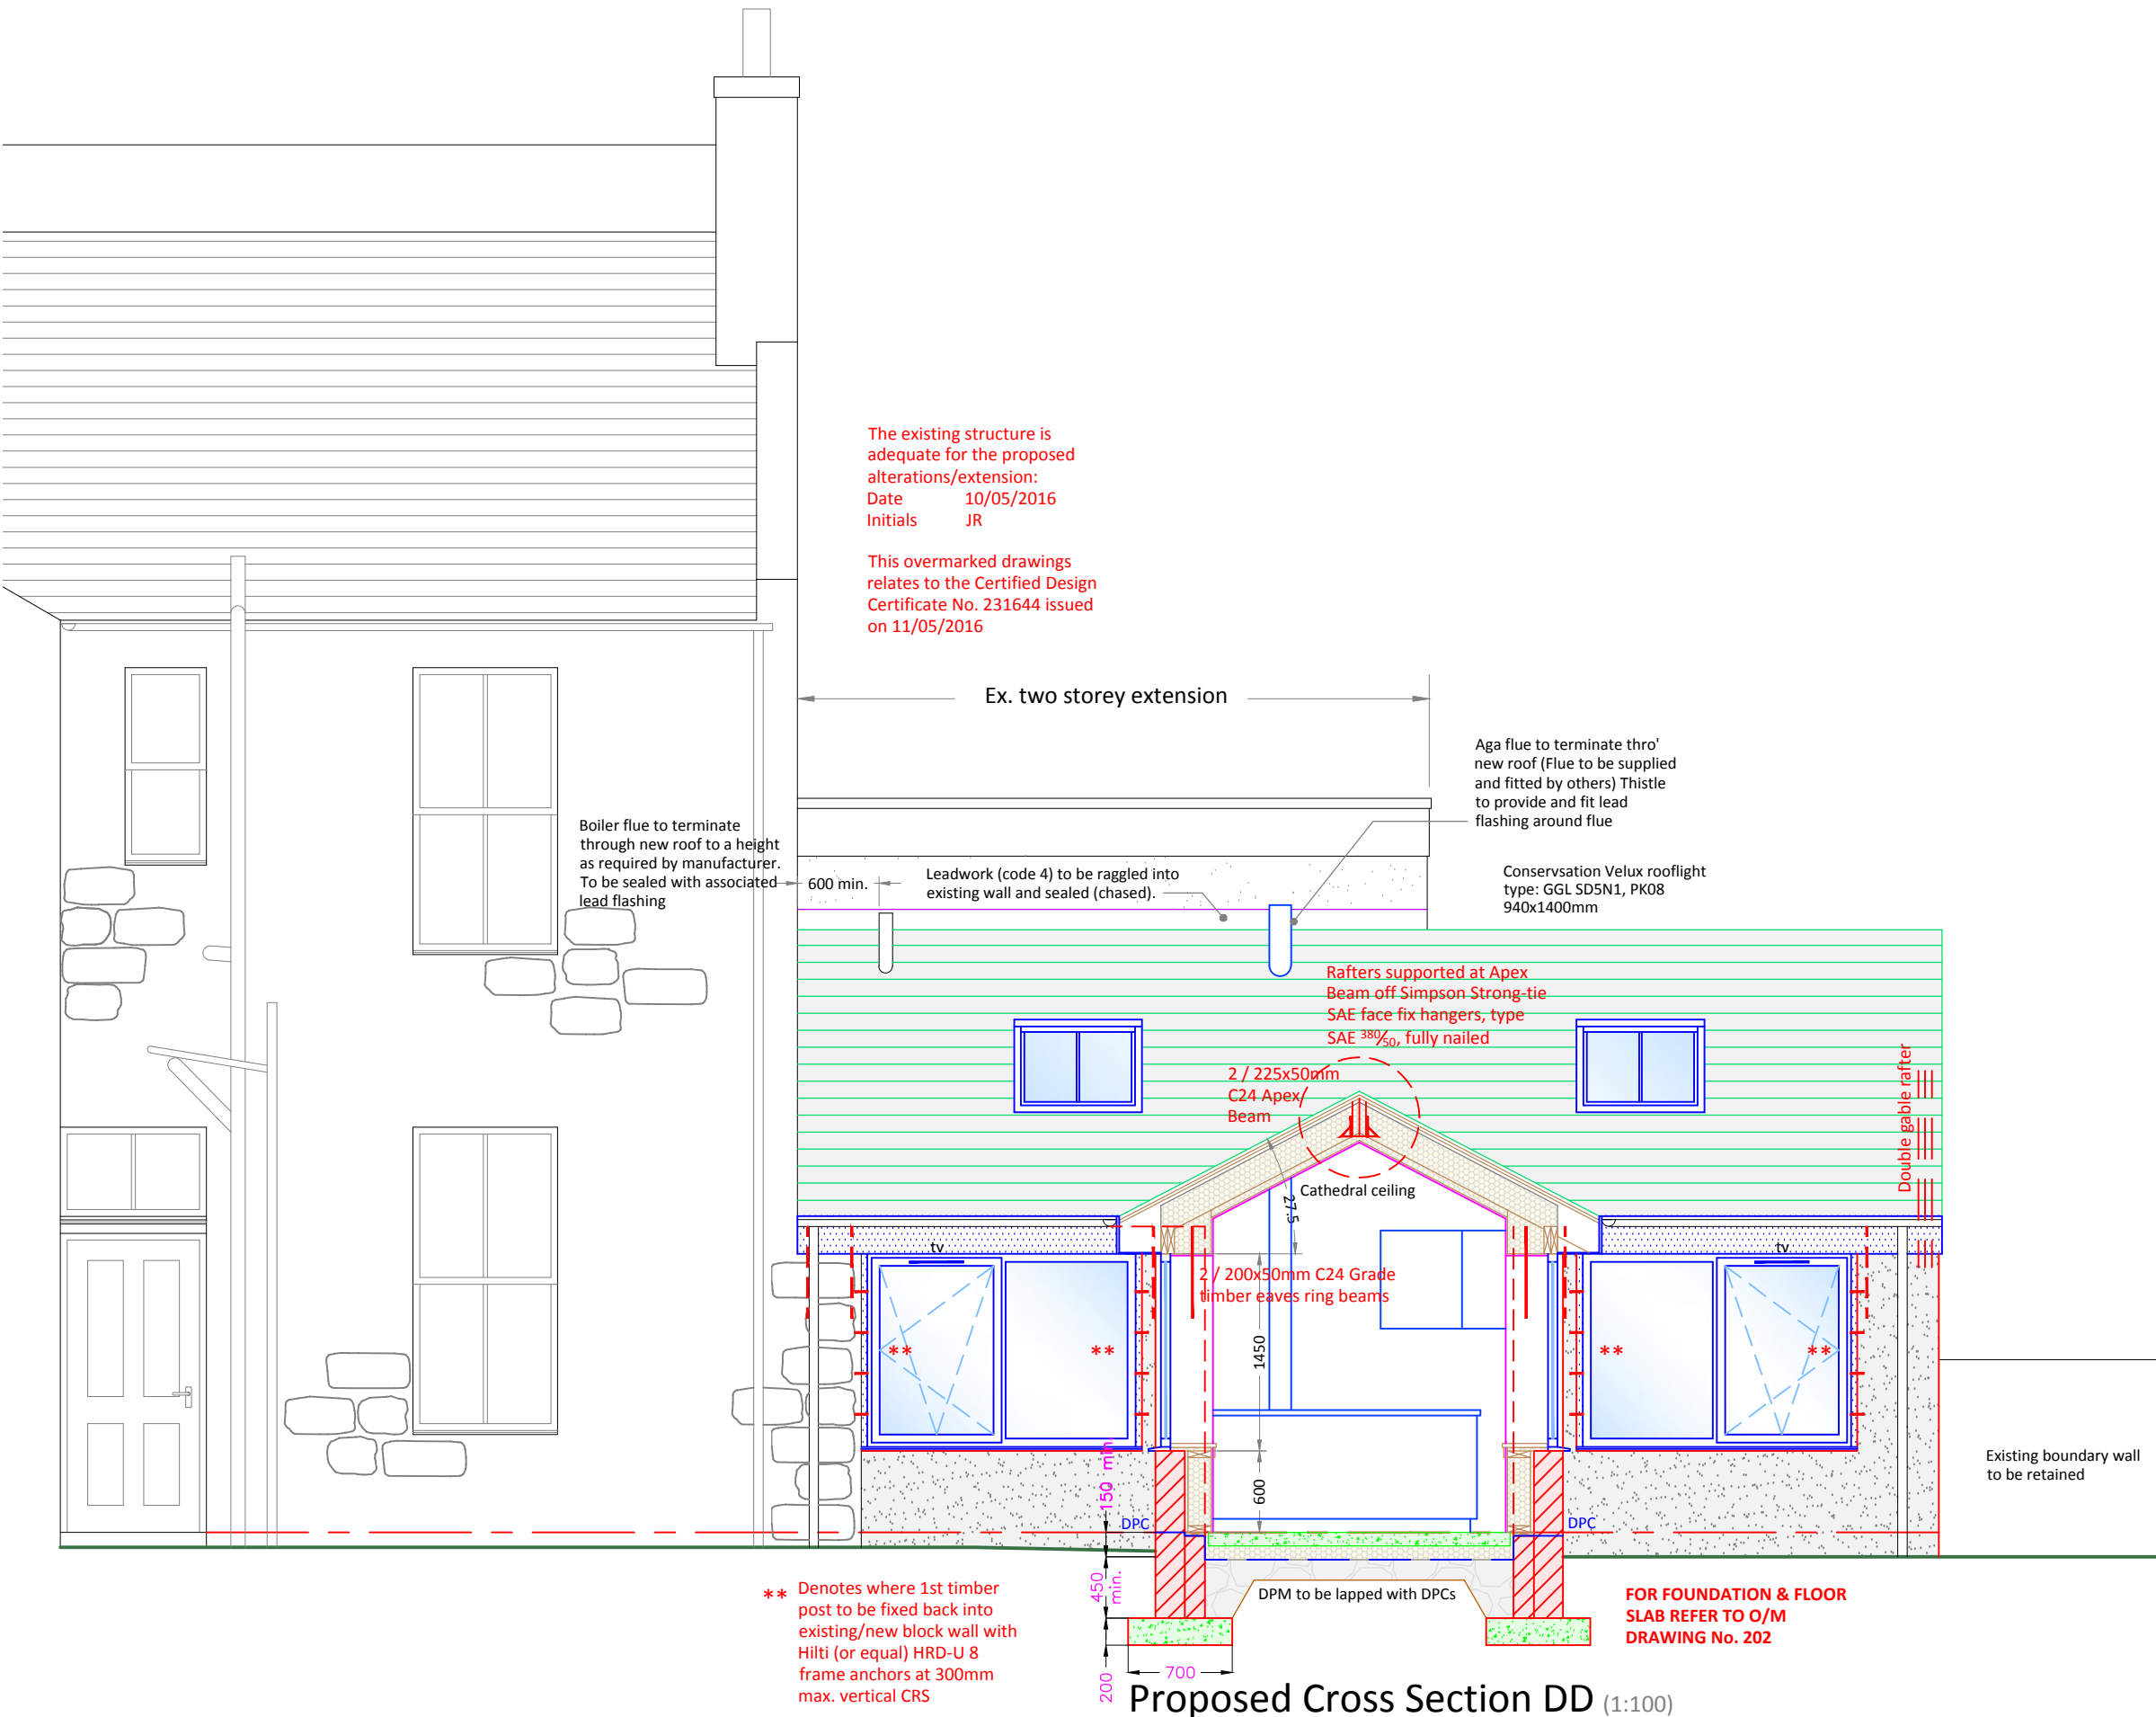 The existing structure is
adequate for the proposed
alterations/extension:
Date 10/05/2016
Initials JR
This overmarked drawings
relates to the Certified Design
Certificate No. 231644 issued
on 11/05/2016
Ex. two storey extension
Aga flue to terminate thro'
new roof (Flue to be supplied
and fitted by others) Thistle
to provide and fit lead
flashing around flue
Boiler flue to terminate
through new roof to a height
as required by manufacturer.
To be sealed with associated
lead flashing
600 min.
Leadwork (code 4) to be raggled into
existing wall and sealed (chased).
Conservsation Velux rooflight
type: GGL SD5N1, PK08
940x1400mm
Rafters supported at Apex
Beam off Simpson Strong-tie
SAE face fix hangers, type
SAE 380/50, fully nailed
2 / 225x50mm
C24 Apex
Beam
Double gable rafter
Cathedral ceiling
27.5
tv
tv
2 / 200x50mm C24 Grade
timber eaves ring beams
1450
**
**
**
**
600
150 min.
DPC
DPC
Existing boundary wall
to be retained
450
min.
DPM to be lapped with DPCs
** Denotes where 1st timber
post to be fixed back into
existing/new block wall with
Hilti (or equal) HRD-U 8
frame anchors at 300mm
max. vertical CRS
FOR FOUNDATION & FLOOR
SLAB REFER TO O/M
DRAWING No. 202
200
700
Proposed Cross Section DD (1:100)